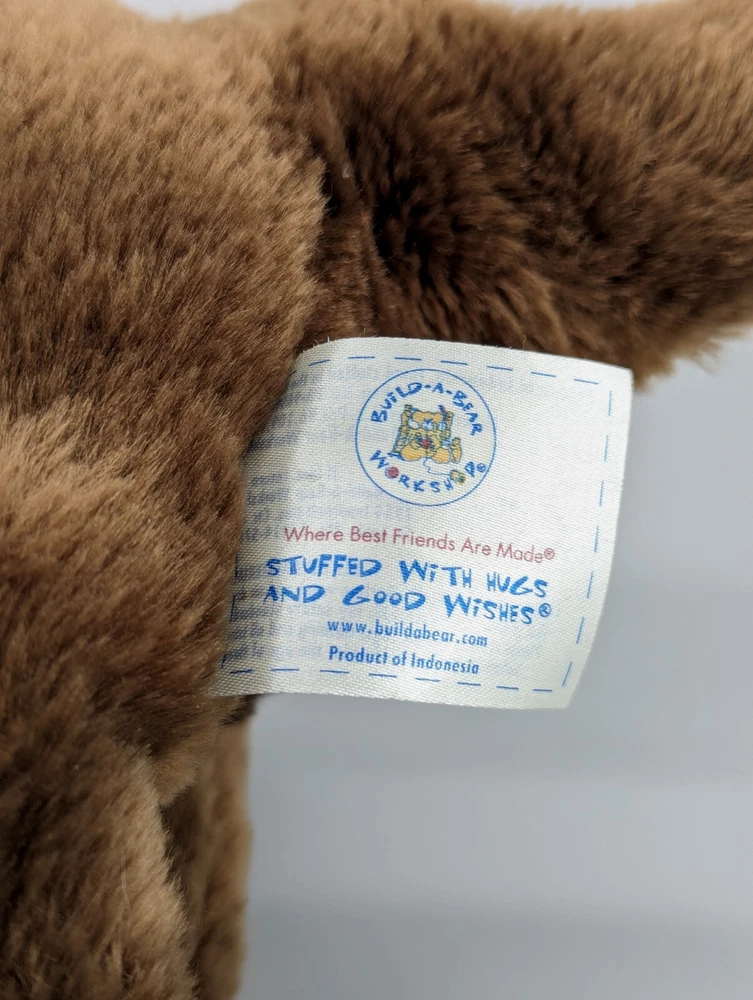 BUILD-A-BEAR
WORKSHOP®
Where Best Friends Are Made®
STUFFED WiTH HUGS
AND GOOD WiSHES®
www.buildabear.com
Product of Indonesia